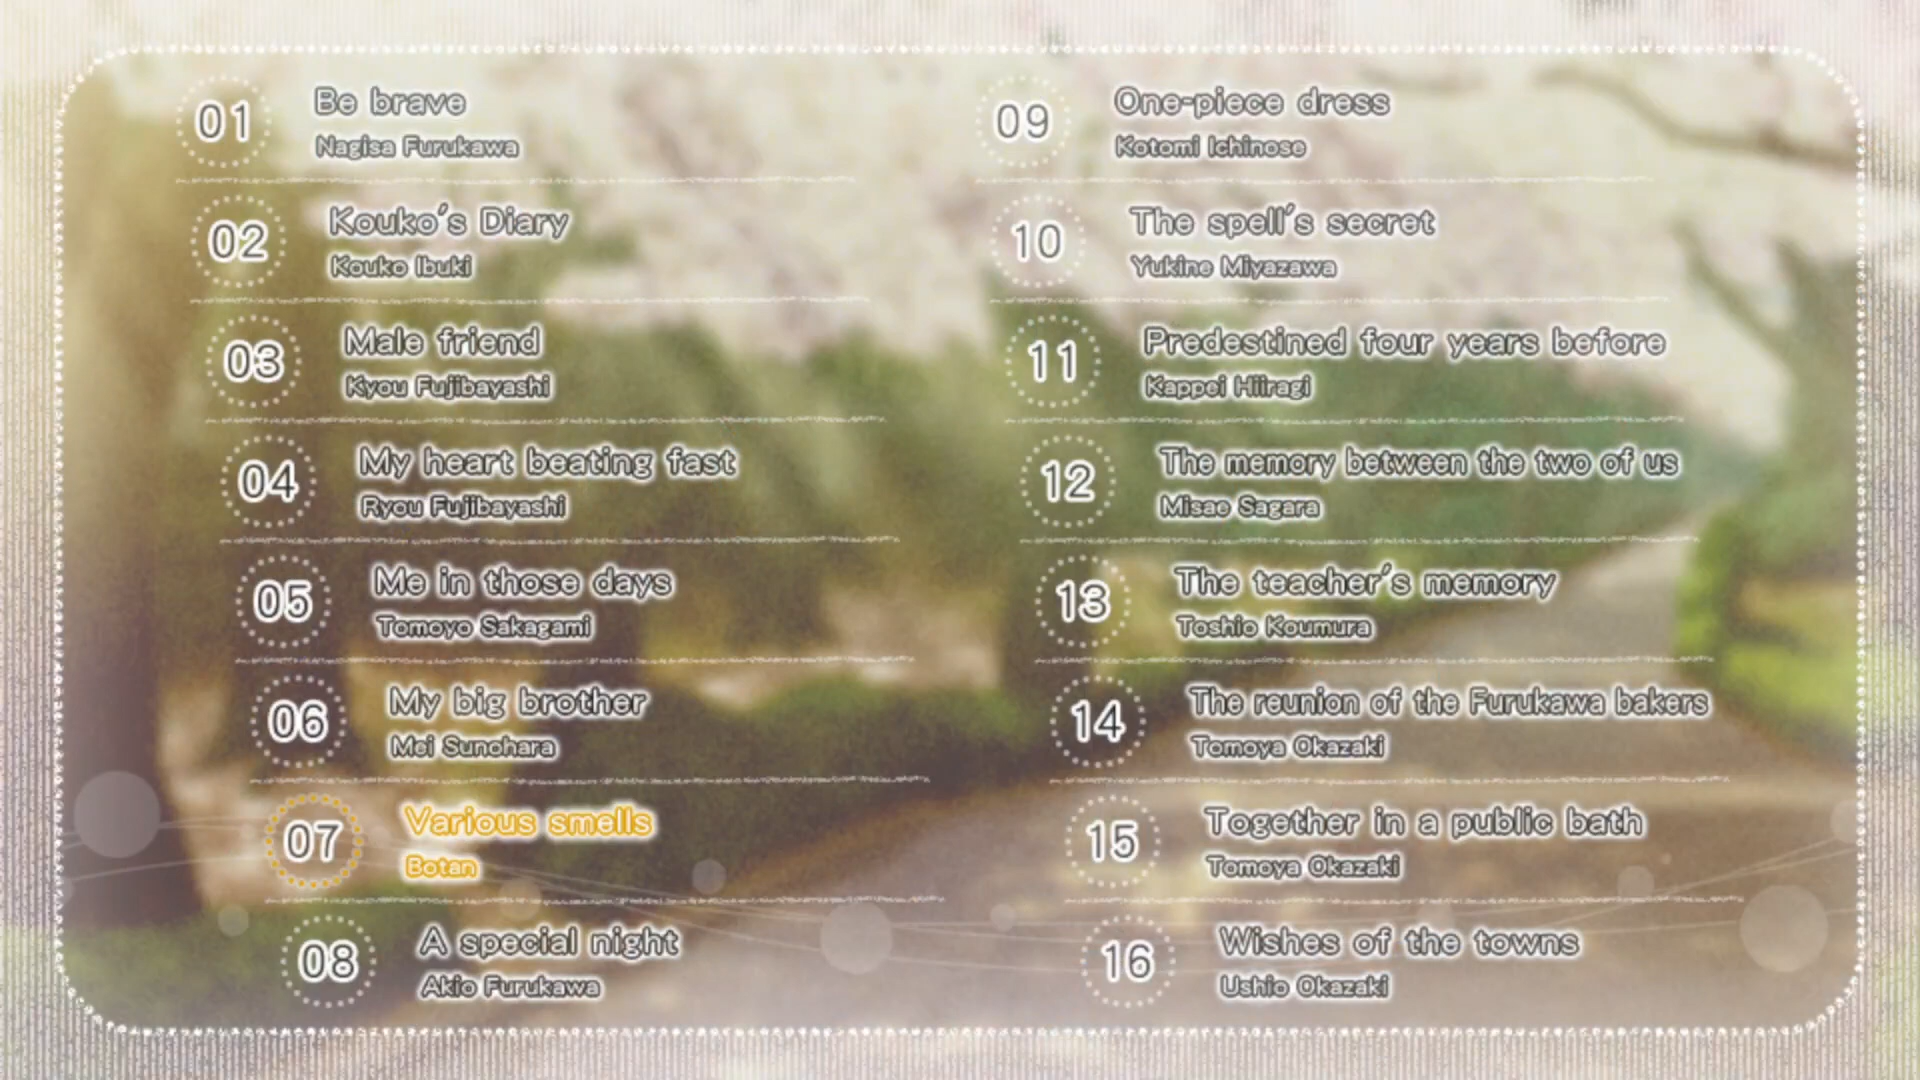 01
Be brave
Nagisa Furukawa
02
Kouko's Diary
Kouko Ibuki
03
Male friend
Kyou Fujibayashi
04
My heart beating fast
Ryou Fujibayashi
05
Me in those days
Tomoyo Sakagami
06
My big brother
Mei Sunohara
07
Various smells
Botan
08
A special night
Akio Furukawa
09
One-piece dress
Kotomi Ichinose
10
The spell's secret
Yukine Miyazawa
11
Predestined four years before
Kappei Hiiragi
12
The memory between the two of us
Misae Sagara
13
The teacher's memory
Toshio Koumura
14
The reunion of the Furukawa bakers
Tomoya Okazaki
15
Together in a public bath
Tomoya Okazaki
16
Wishes of the towns
Ushio Okazaki